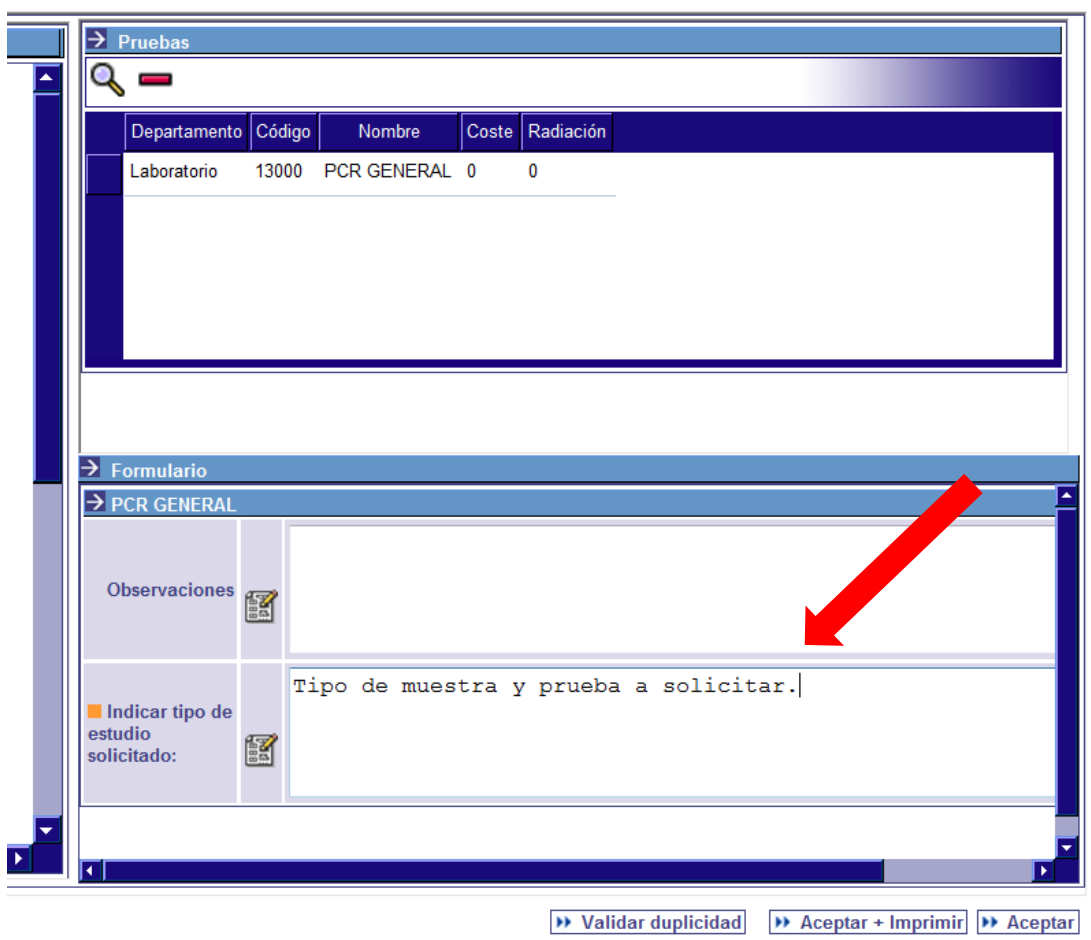 Pruebas
Departamento Código Nombre Coste Radiación
Laboratorio 13000 PCR GENERAL 0 0
Formulario
PCR GENERAL
Observaciones
Tipo de muestra y prueba a solicitar.
Indicar tipo de
estudio
solicitado:
Validar duplicidad Aceptar + Imprimir Aceptar